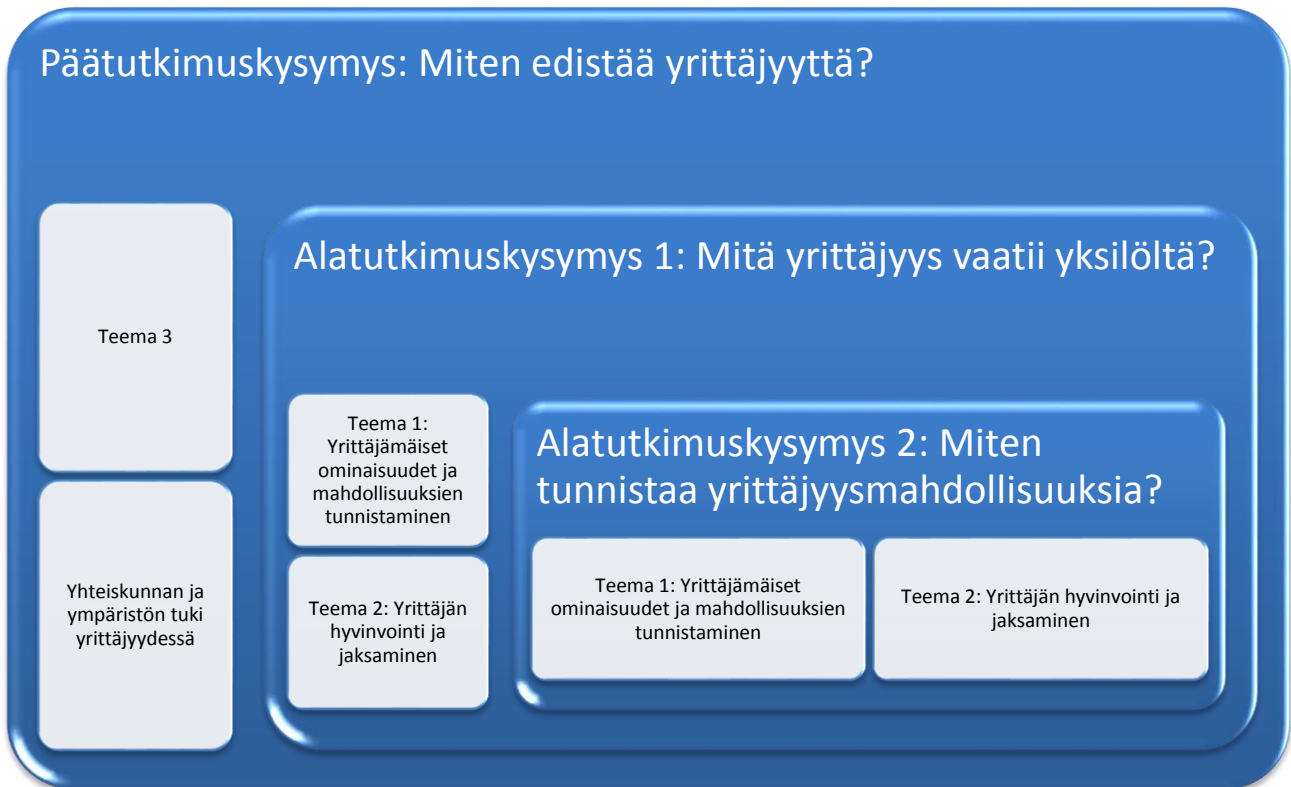 Päätutkimuskysymys: Miten edistää yrittäjyyttä?
Teema 3
Yhteiskunnan ja
ympäristön tuki
yrittäjyydessä
Alatutkimuskysymys 1: Mitä yrittäjyys vaatii yksilöltä?
Teema 1:
Yrittäjämäiset
ominaisuudet ja
mahdollisuuksien
tunnistaminen
Teema 2: Yrittäjän
hyvinvointi ja
jaksaminen
Alatutkimuskysymys 2: Miten
tunnistaa yrittäjyysmahdollisuuksia?
Teema 1: Yrittäjämäiset
ominaisuudet ja mahdollisuuksien
tunnistaminen
Teema 2: Yrittäjän hyvinvointi ja
jaksaminen